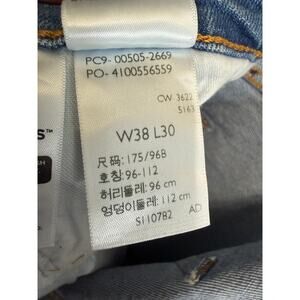 PC9- 00505-2669
PO- 4100556559
CW 3622
5163
W38 L30
尺码: 175/96B
호칭: 96-112
허리둘레: 96 cm
엉덩이둘레: 112 cm
S110782 AD